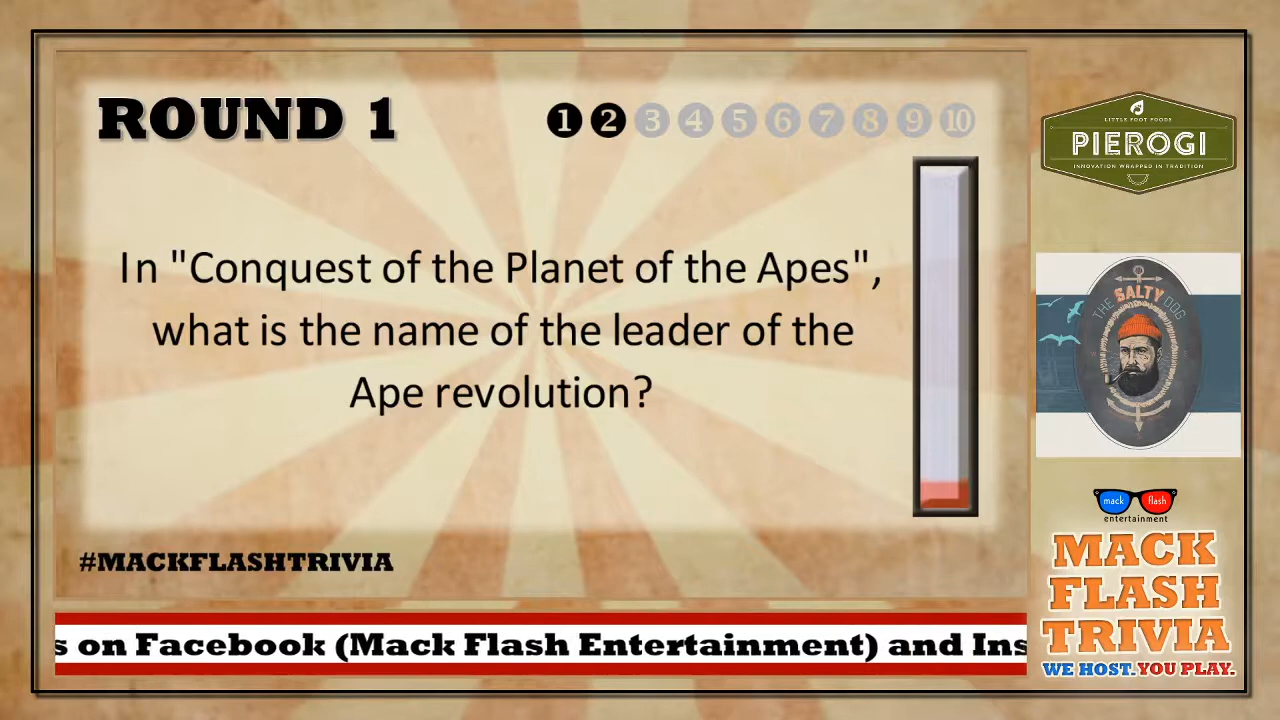 ROUND 1
1 2 3 4 5 6 7 8 9 10
In "Conquest of the Planet of the Apes",
what is the name of the leader of the
Ape revolution?
#MACKFLASHTRIVIA
s on Facebook (Mack Flash Entertainment) and Ins
LITTLE FOOT FOODS
PIEROGI
INNOVATION WRAPPED IN TRADITION
THE SALTY DOG
mack flash
entertainment
MACK
FLASH
TRIVIA
WE HOST. YOU PLAY.